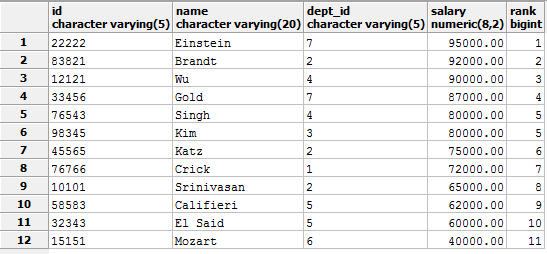 id name dept_id salary rank
character varying(5) character varying(20) character varying(5) numeric(8,2) bigint
1 22222 Einstein 7 95000.00 1
2 83821 Brandt 2 92000.00 2
3 12121 Wu 4 90000.00 3
4 33456 Gold 7 87000.00 4
5 76543 Singh 4 80000.00 5
6 98345 Kim 3 80000.00 5
7 45565 Katz 2 75000.00 6
8 76766 Crick 1 72000.00 7
9 10101 Srinivasan 2 65000.00 8
10 58583 Califieri 5 62000.00 9
11 32343 El Said 5 60000.00 10
12 15151 Mozart 6 40000.00 11